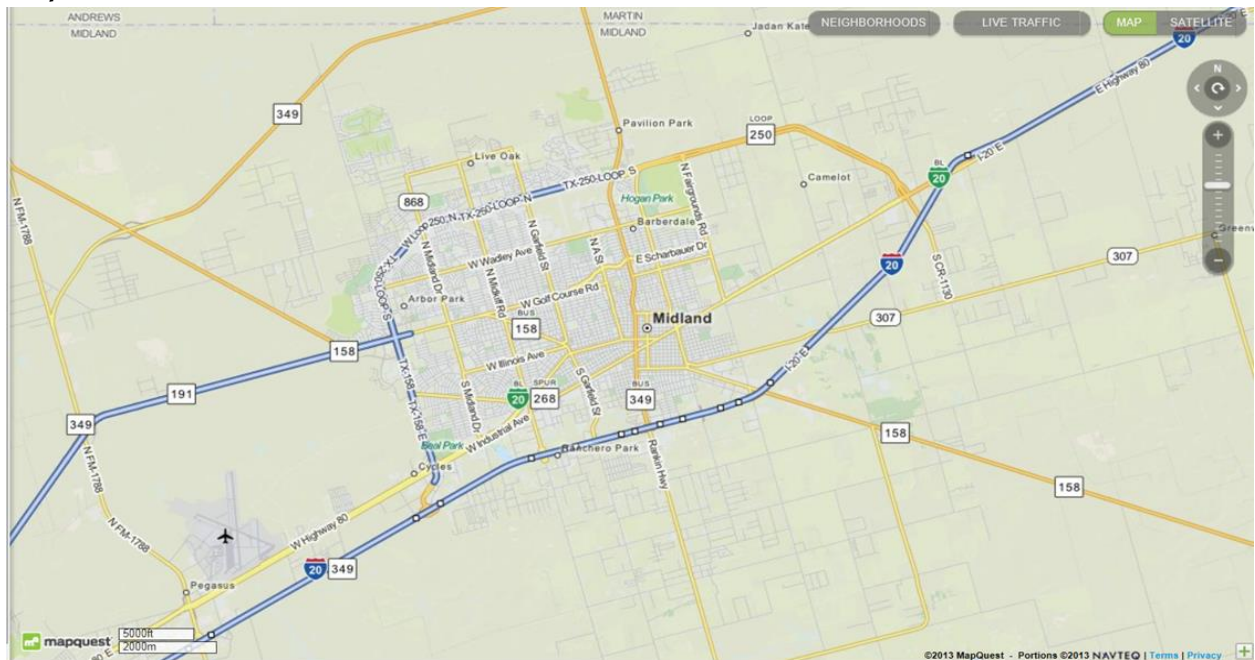 ANDREWS
MIDLAND
MARTIN
MIDLAND
Jadan Kate
NEIGHBORHOODS
LIVE TRAFFIC
MAP
SATELLITE
20
E Highway 80
N
349
Pavilion Park
LOOP
250
I-20 E
Live Oak
TX-250-LOOP S
Camelot
BL
20
N FM-1788
868
TX-250-LOOP N
W LOOP 250 N
Hogan Park
N Fairgrounds Rd
Barberdale
N Midland Dr
W Wadley Ave
N Garfield St
N A St
E Scharbauer Dr
20
S CR-1130
307
Greenw
Arbor Park
W Golf Course Rd
N Midkiff Rd
BUS
158
Midland
307
158
W Illinois Ave
I-20 E
191
TX-158 E
S Midland Dr
BL
20
SPUR
268
S Garfield St
BUS
349
349
TX-158 E
Beal Park
W Industrial Ave
158
N FM-1788
Cycles
Ranchero Park
Rankin Hwy
158
N FM-1788
W Highway 80
20
349
Pegasus
mapquest
5000ft
2000m
80 E
©2013 MapQuest - Portions ©2013 NAVTEQ | Terms | Privacy